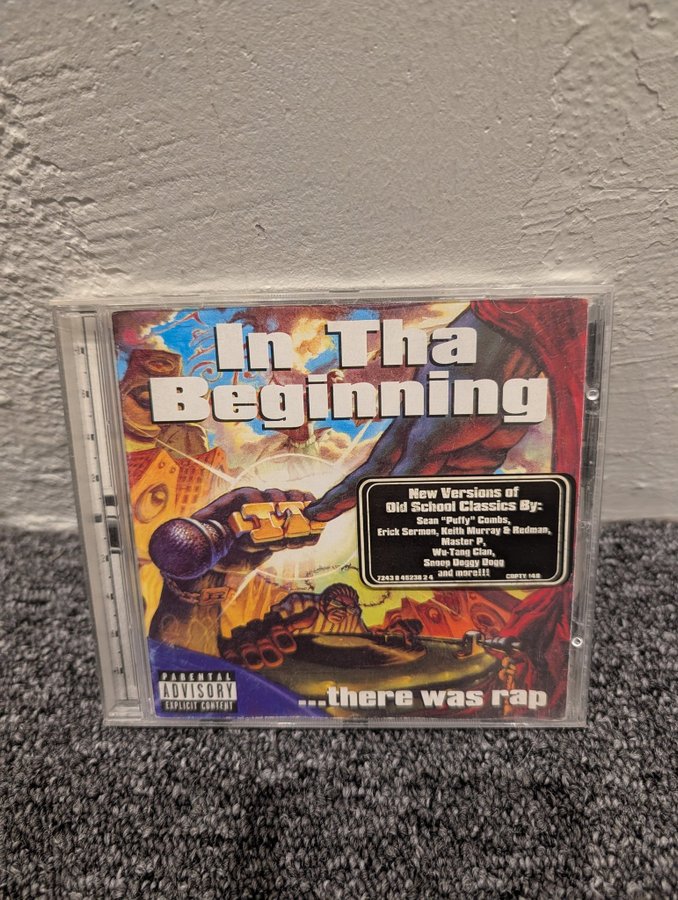 In Tha
Beginning
New Versions of
Old School Classics By:
Sean "Puffy" Combs,
Erick Sermon, Keith Murray & Redman,
Master P,
Wu-Tang Clan,
Snoop Doggy Dogg
and more!!!
7243 8 45238 2 4
PARENTAL
ADVISORY
EXPLICIT CONTENT
...there was rap